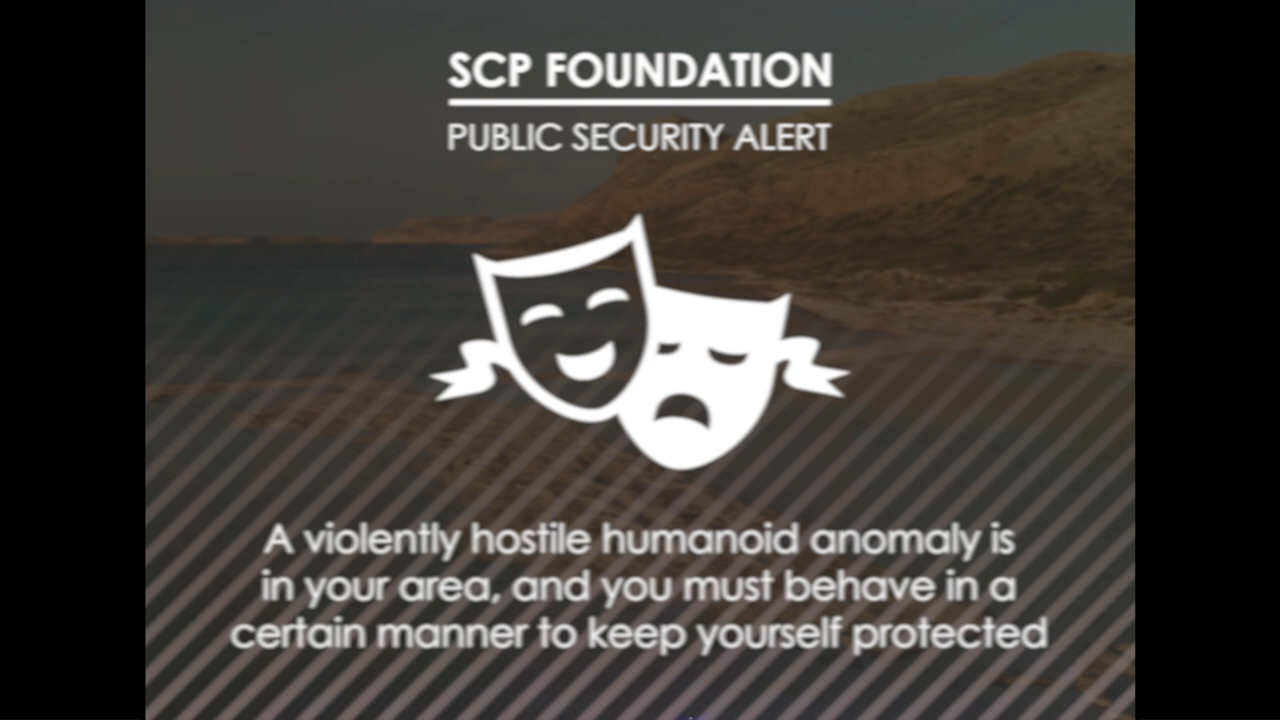 SCP FOUNDATION
PUBLIC SECURITY ALERT
A violently hostile humanoid anomaly is
in your area, and you must behave in a
certain manner to keep yourself protected